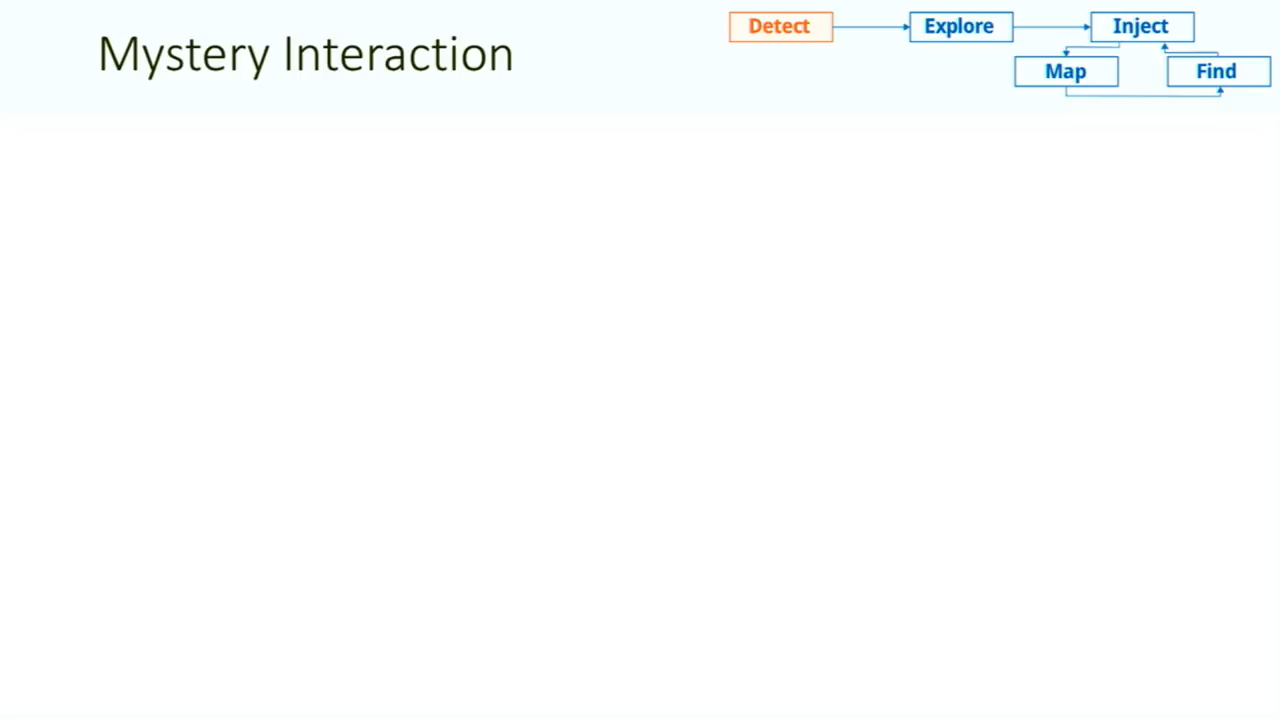 Mystery Interaction
Detect
Explore
Inject
Map
Find